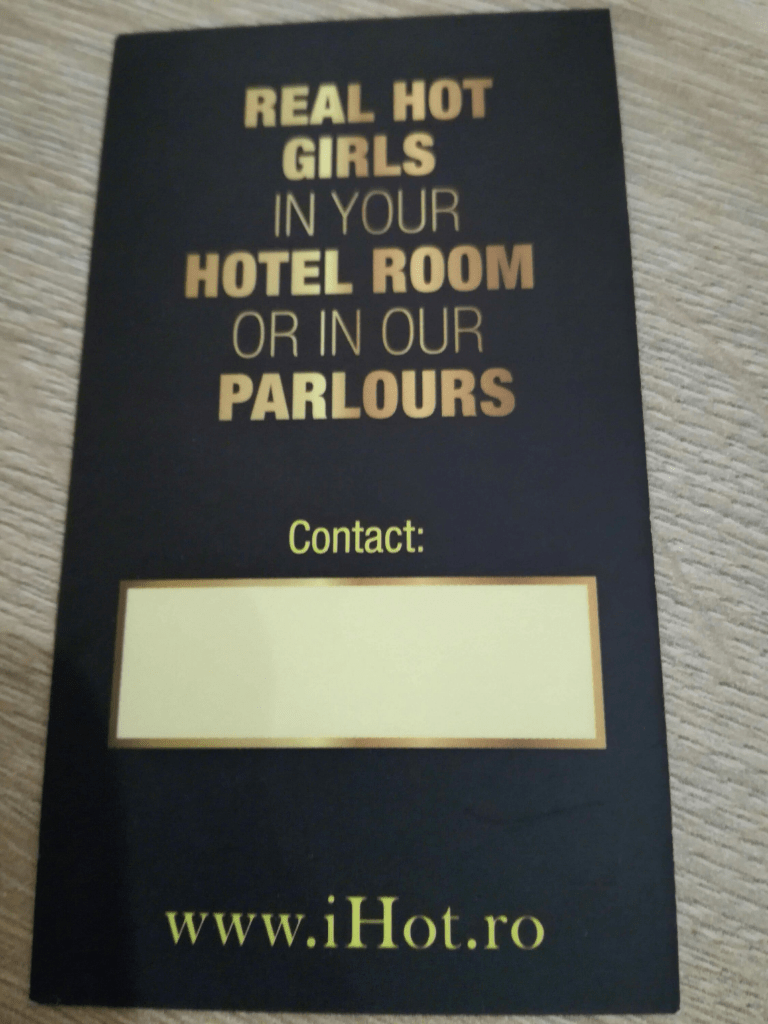 REAL HOT
GIRLS
IN YOUR
HOTEL ROOM
OR IN OUR
PARLOURS
Contact:
www.iHot.ro